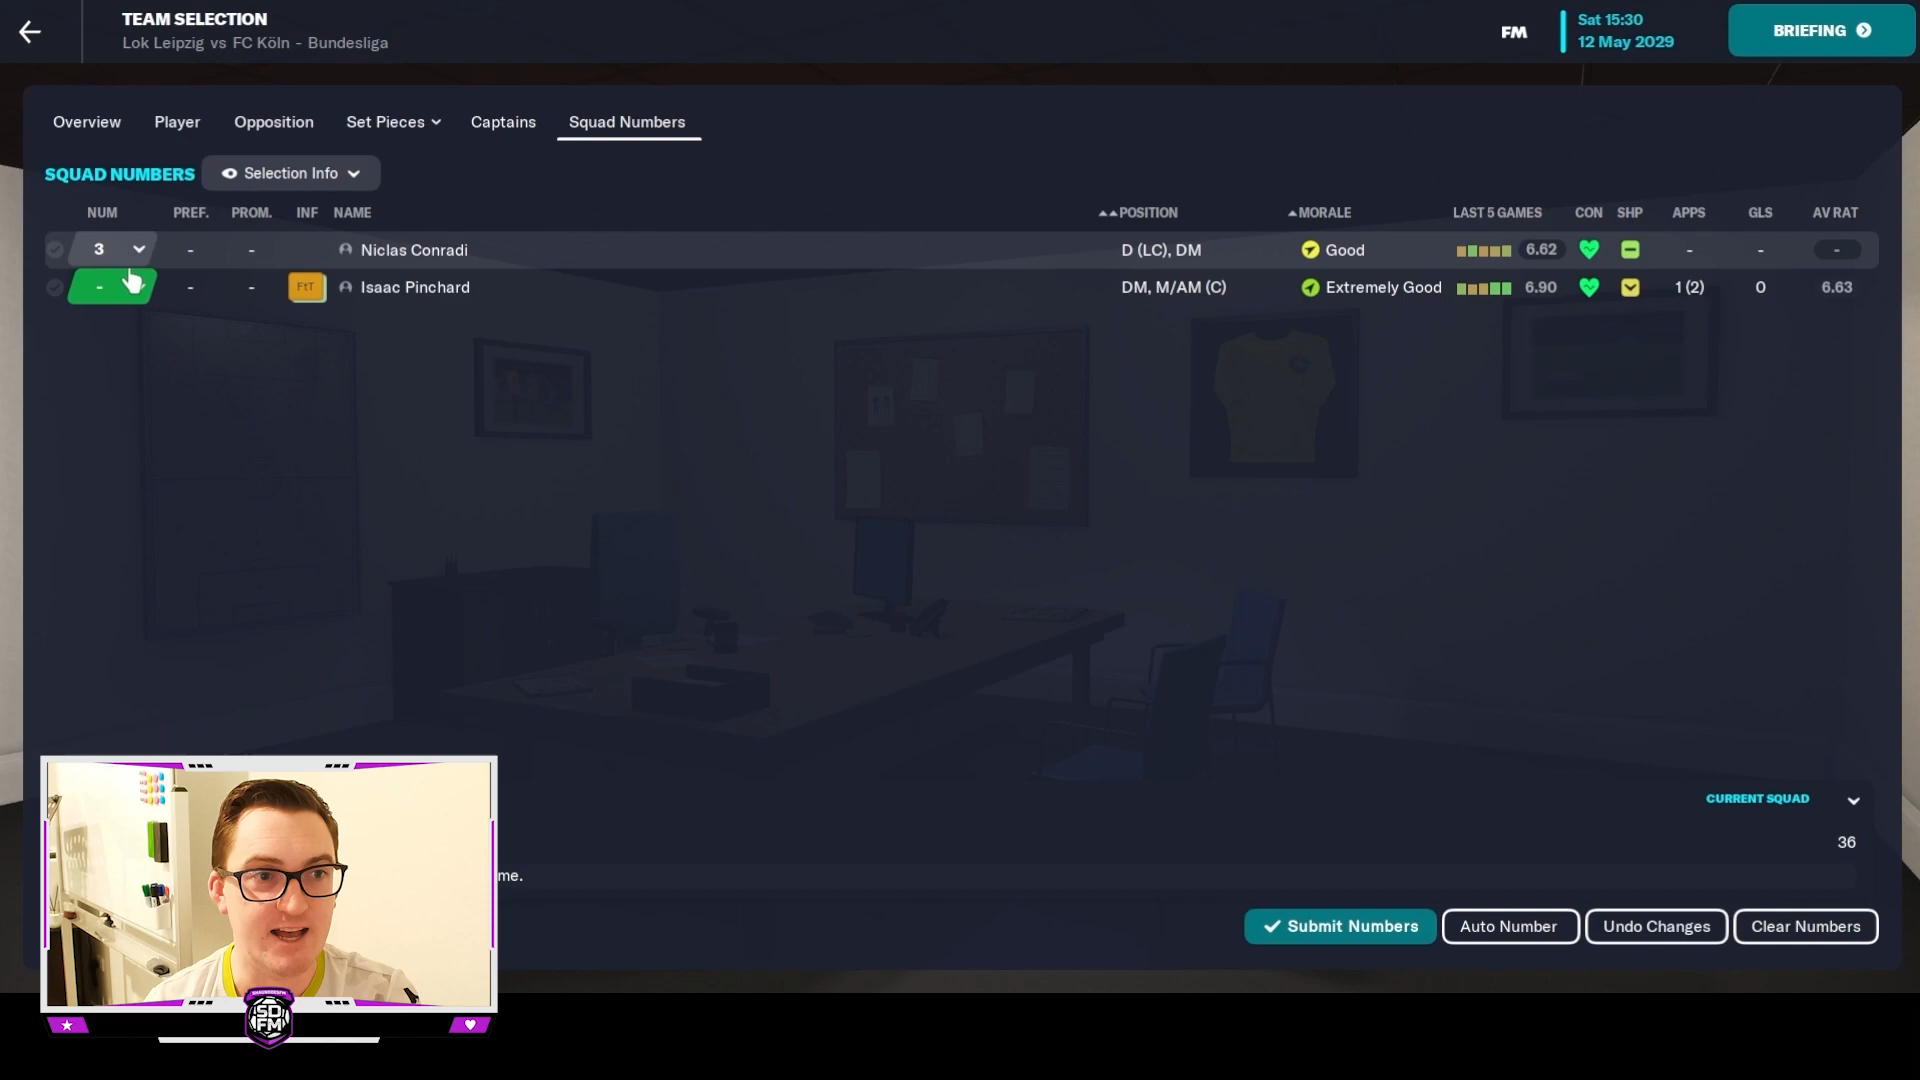 TEAM SELECTION
Lok Leipzig vs FC Köln - Bundesliga
FM
Sat 15:30
12 May 2029
BRIEFING
Overview Player Opposition Set Pieces Captains Squad Numbers
SQUAD NUMBERS Selection Info
NUM PREF. PROM. INF NAME POSITION MORALE LAST 5 GAMES CON SHP APPS GLS AV RAT
3 - - Niclas Conradi D (LC), DM Good 6.62 - - -
- - - FtT Isaac Pinchard DM, M/AM (C) Extremely Good 6.90 1 (2) 0 6.63
CURRENT SQUAD
36
me.
Submit Numbers Auto Number Undo Changes Clear Numbers
SD
FM